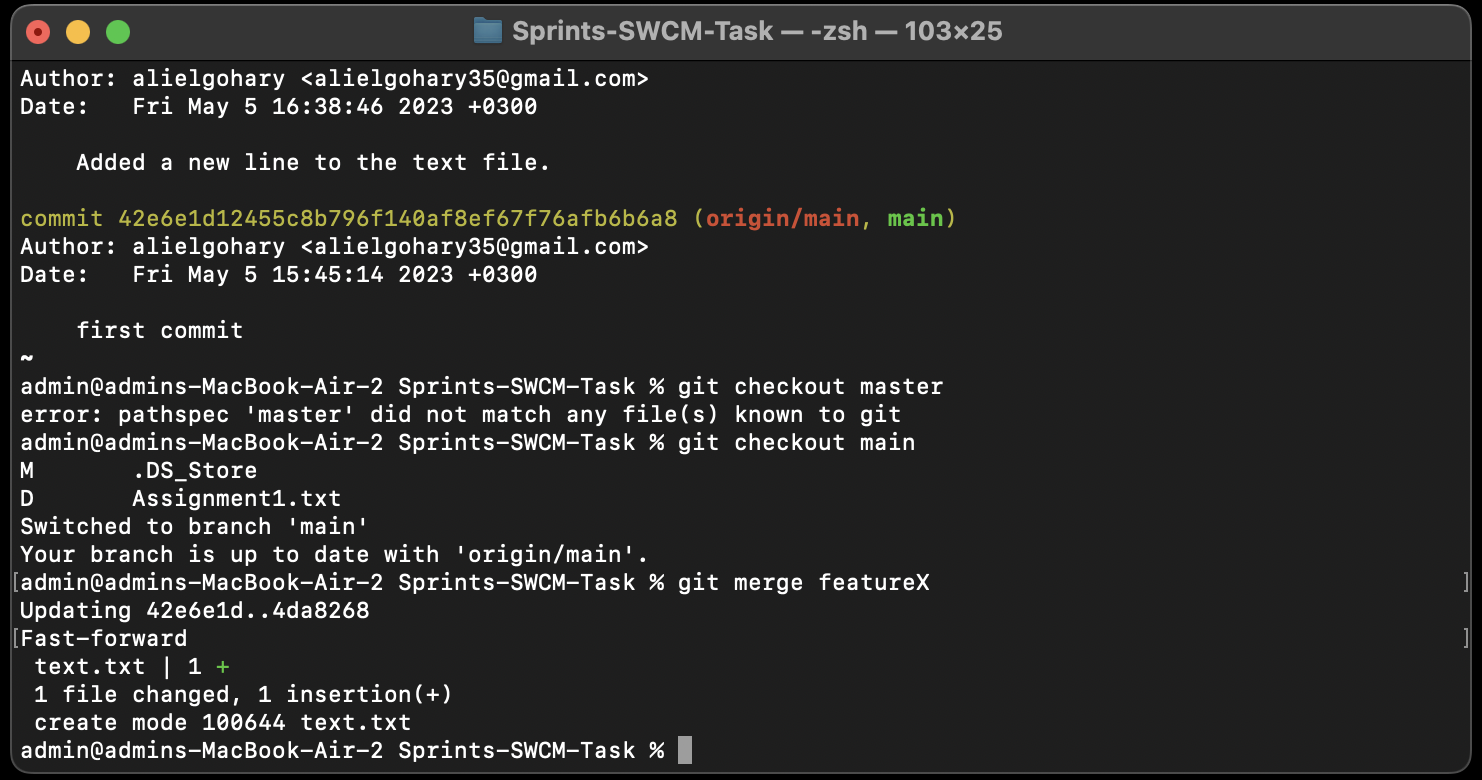 Sprints-SWCM-Task — -zsh — 103×25
Author: alielgohary <alielgohary35@gmail.com>
Date:   Fri May 5 16:38:46 2023 +0300
    Added a new line to the text file.
commit 42e6e1d12455c8b796f140af8ef67f76afb6b6a8 (origin/main, main)
Author: alielgohary <alielgohary35@gmail.com>
Date:   Fri May 5 15:45:14 2023 +0300
    first commit
~
admin@admins-MacBook-Air-2 Sprints-SWCM-Task % git checkout master
error: pathspec 'master' did not match any file(s) known to git
admin@admins-MacBook-Air-2 Sprints-SWCM-Task % git checkout main
M       .DS_Store
D       Assignment1.txt
Switched to branch 'main'
Your branch is up to date with 'origin/main'.
[admin@admins-MacBook-Air-2 Sprints-SWCM-Task % git merge featureX ]
Updating 42e6e1d..4da8268
[Fast-forward ]
 text.txt | 1 +
 1 file changed, 1 insertion(+)
 create mode 100644 text.txt
admin@admins-MacBook-Air-2 Sprints-SWCM-Task %